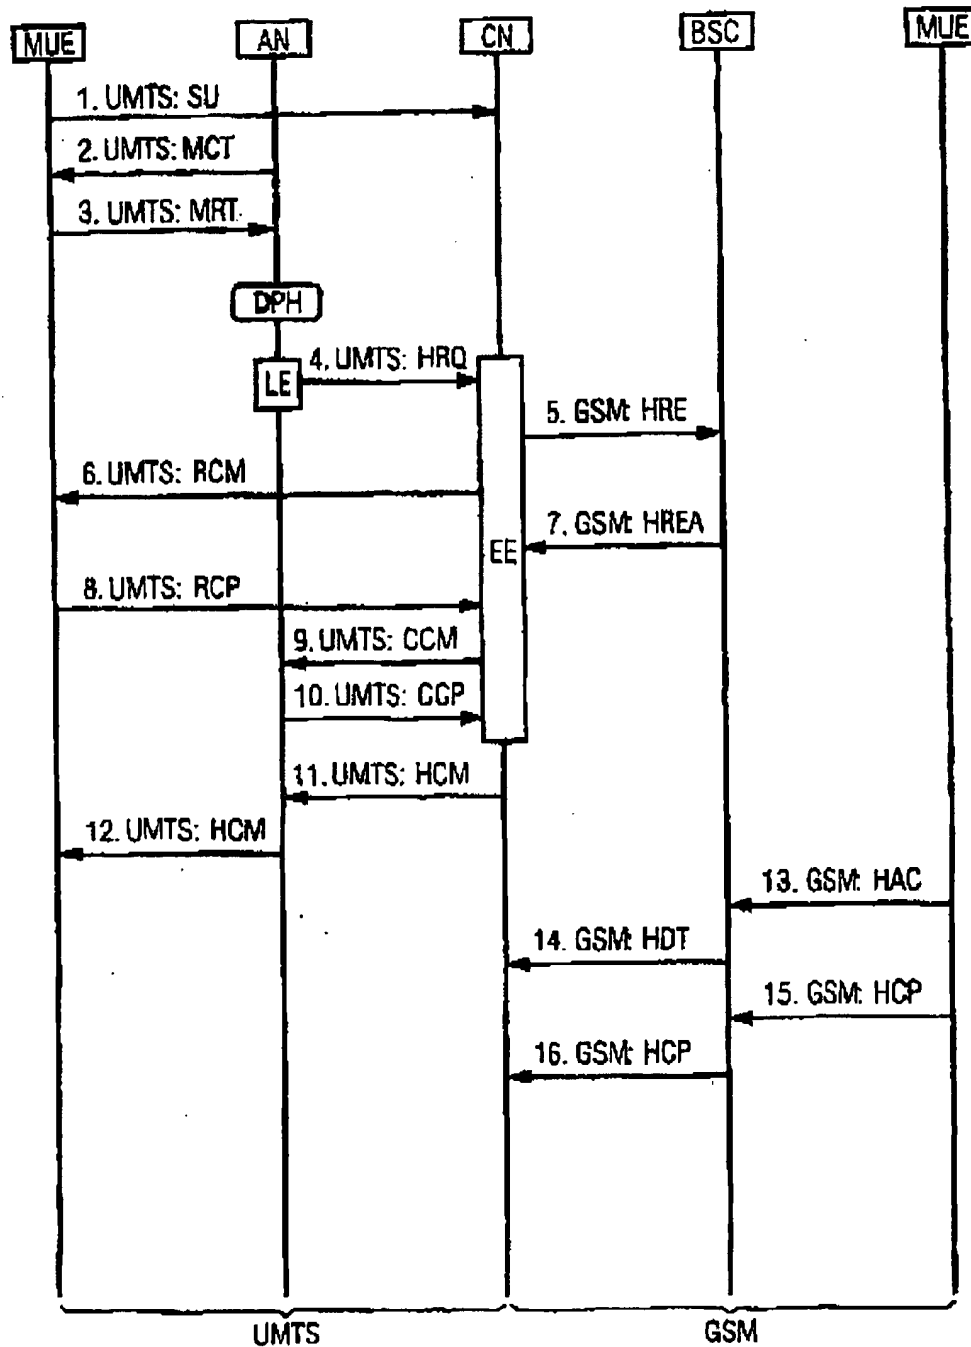 MUE AN CN BSC MUE
1. UMTS: SU
2. UMTS: MCT
3. UMTS: MRT
DPH
LE
4. UMTS: HRQ
5. GSM: HRE
6. UMTS: RCM
7. GSM: HREA
EE
8. UMTS: RCP
9. UMTS: CCM
10. UMTS: CCP
11. UMTS: HCM
12. UMTS: HCM
13. GSM: HAC
14. GSM: HDT
15. GSM: HCP
16. GSM: HCP
UMTS GSM